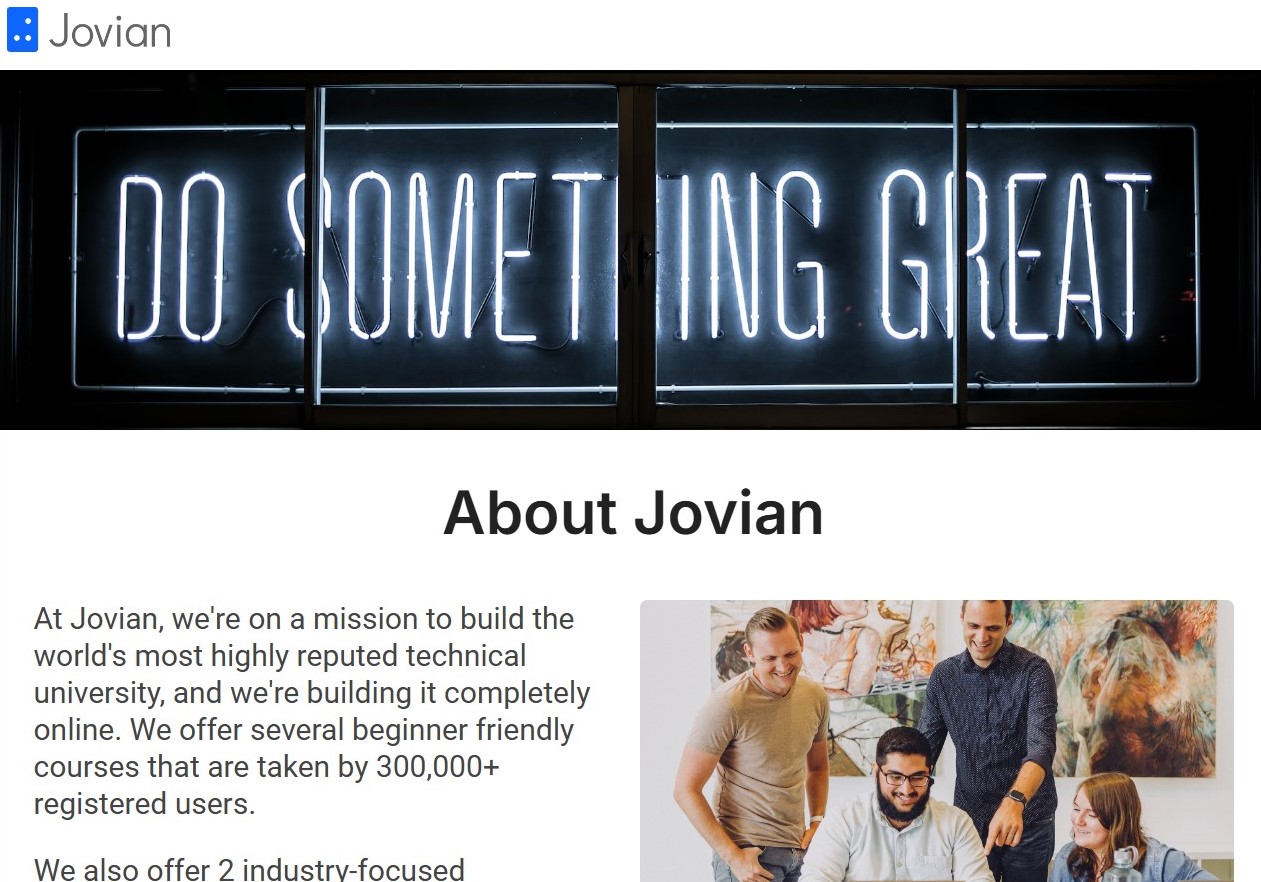 Jovian
DO SOMETHING GREAT
About Jovian
At Jovian, we're on a mission to build the
world's most highly reputed technical
university, and we're building it completely
online. We offer several beginner friendly
courses that are taken by 300,000+
registered users.
We also offer 2 industry-focused